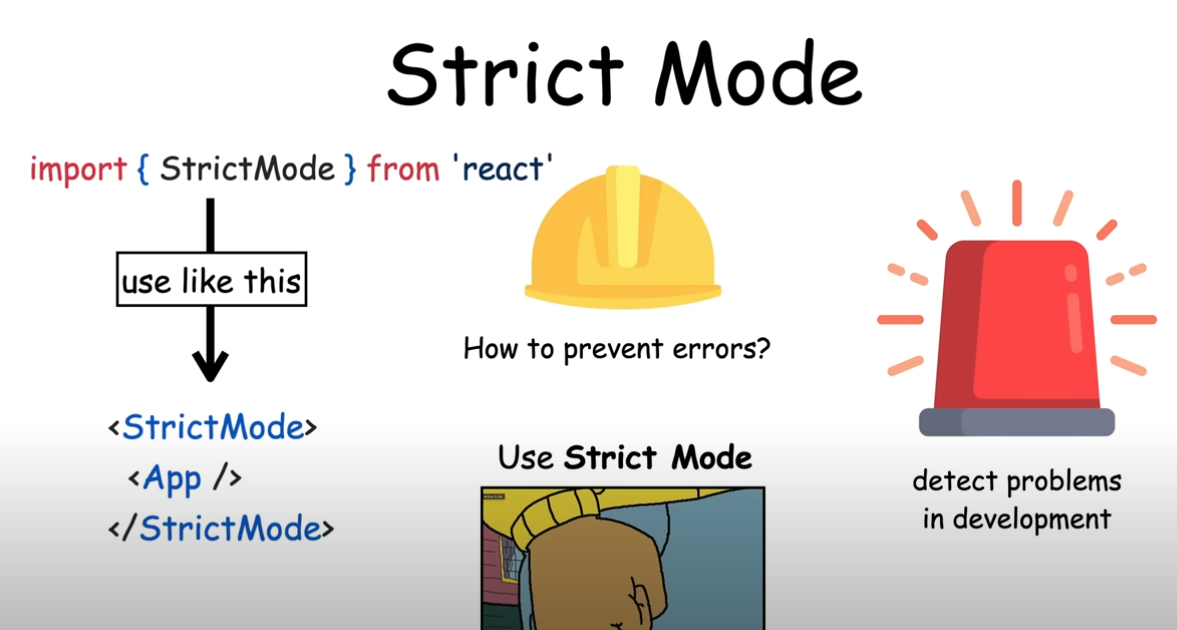 Strict Mode
import { StrictMode } from 'react'
use like this
<StrictMode>
<App />
</StrictMode>
How to prevent errors?
Use Strict Mode
detect problems
in development